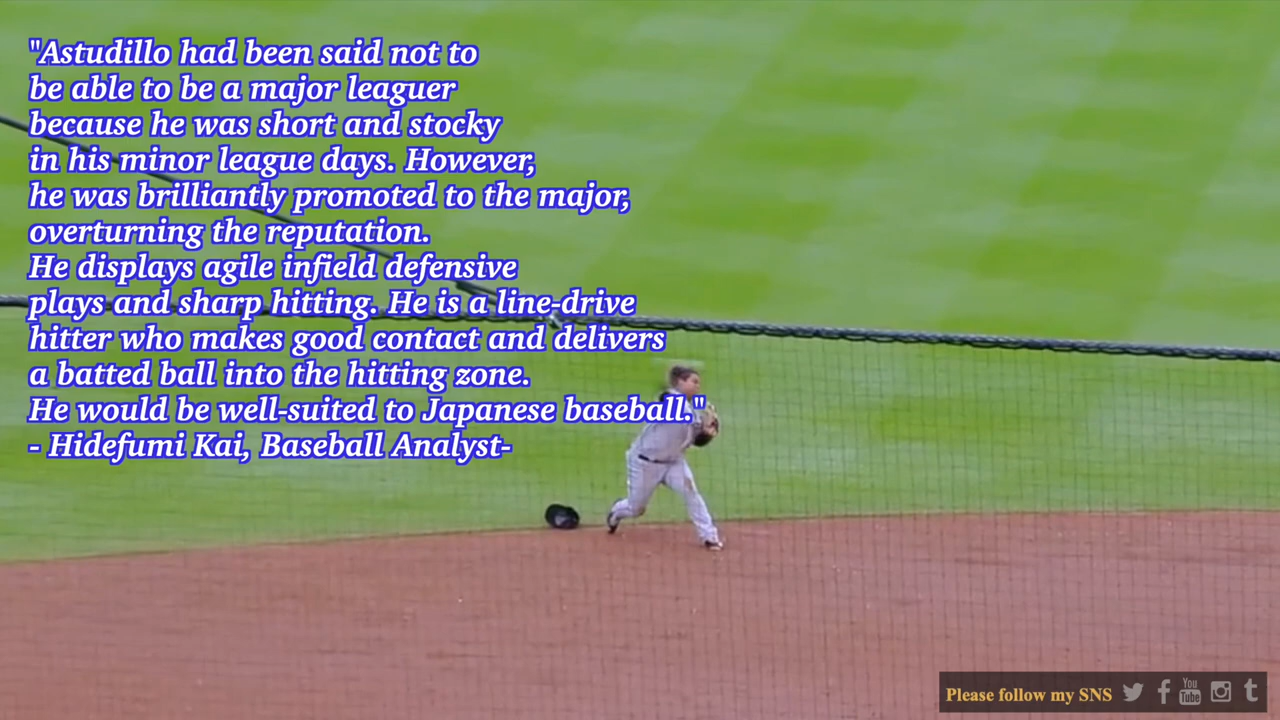 "Astudillo had been said not to
be able to be a major leaguer
because he was short and stocky
in his minor league days. However,
he was brilliantly promoted to the major,
overturning the reputation.
He displays agile infield defensive
plays and sharp hitting. He is a line-drive
hitter who makes good contact and delivers
a batted ball into the hitting zone.
He would be well-suited to Japanese baseball."
- Hidefumi Kai, Baseball Analyst-
Please follow my SNS
You Tube